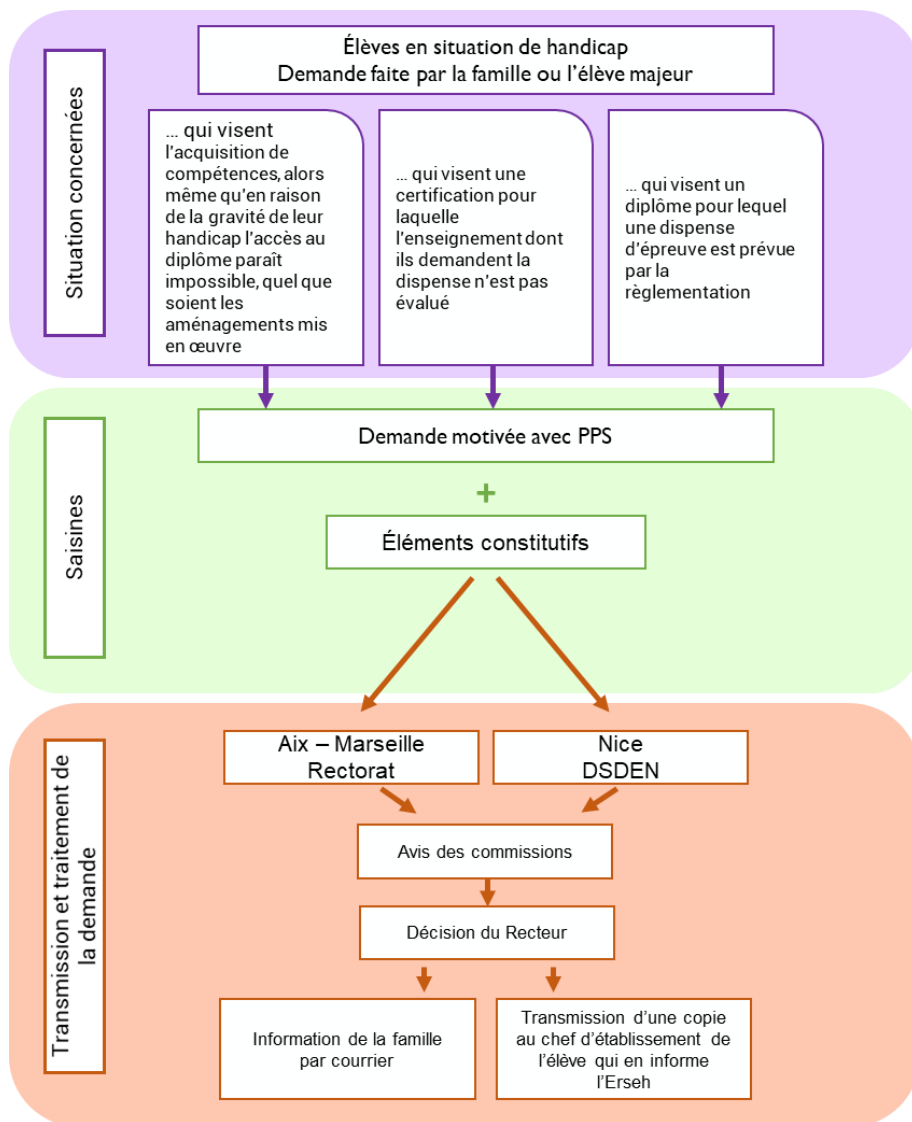 Situation concernées
Élèves en situation de handicap
Demande faite par la famille ou l'élève majeur
... qui visent
l'acquisition de
compétences, alors
même qu'en raison
de la gravité de leur
handicap l'accès au
diplôme paraît
impossible, quel que
soient les
aménagements mis
en œuvre
... qui visent une
certification pour
laquelle
l'enseignement dont
ils demandent la
dispense n'est pas
évalué
... qui visent un
diplôme pour lequel
une dispense
d'épreuve est prévue
par la
règlementation
Saisines
Demande motivée avec PPS
+
Éléments constitutifs
Transmission et traitement de
la demande
Aix – Marseille
Rectorat
Nice
DSDEN
Avis des commissions
Décision du Recteur
Information de la famille
par courrier
Transmission d'une copie
au chef d'établissement de
l'élève qui en informe
l'Erseh